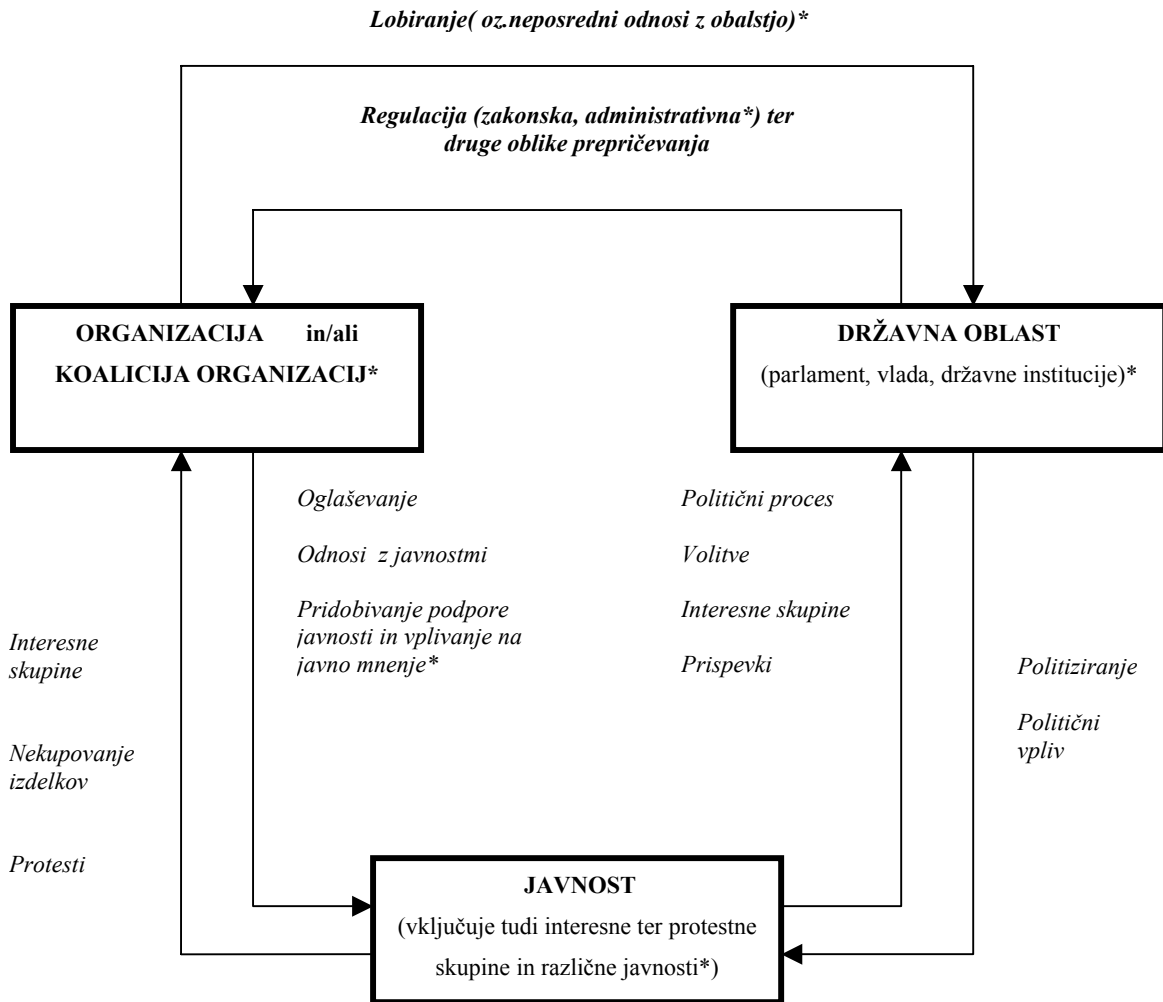 Lobiranje( oz.neposredni odnosi z obalstjo)*
Regulacija (zakonska, administrativna*) ter
druge oblike prepričevanja
ORGANIZACIJA in/ali
KOALICIJA ORGANIZACIJ*
DRŽAVNA OBLAST
(parlament, vlada, državne institucije)*
Oglaševanje
Odnosi z javnostmi
Pridobivanje podpore
javnosti in vplivanje na
javno mnenje*
Politični proces
Volitve
Interesne skupine
Prispevki
Interesne
skupine
Nekupovanje
izdelkov
Protesti
Politiziranje
Politični
vpliv
JAVNOST
(vključuje tudi interesne ter protestne
skupine in različne javnosti*)